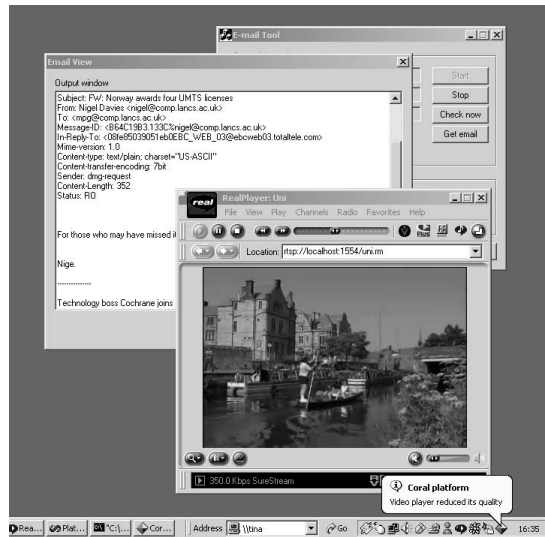 E-mail Tool
Email View
Output window
Start
Stop
Check now
Get email
Subject: FW: Norway awards four UMTS licenses
From: Nigel Davies <nigel@comp.lancs.ac.uk>
To: <mpg@comp.lancs.ac.uk>
Message-ID: <B64C19B3.133C%nigel@comp.lancs.ac.uk>
In-Reply-To: <08fe85039051eb0EBC_WEB_03@ebcweb03.totaltele.com>
Mime-version: 1.0
Content-type: text/plain; charset="US-ASCII"
Content-transfer-encoding: 7bit
Sender: dmg-request
Content-Length: 352
Status: RO
For those who may have missed it
Nige.
---------------
Technology boss Cochrane joins
real
RealPlayer: Uni
File View Play Channels Radio Favorites Help
Plus
Location: rtsp://localhost:1554/uni.rm
350.0 Kbps SureStream
Coral platform
Video player reduced its quality
Rea... Plat... "C:\... Cor... Address \\tina Go 16:35